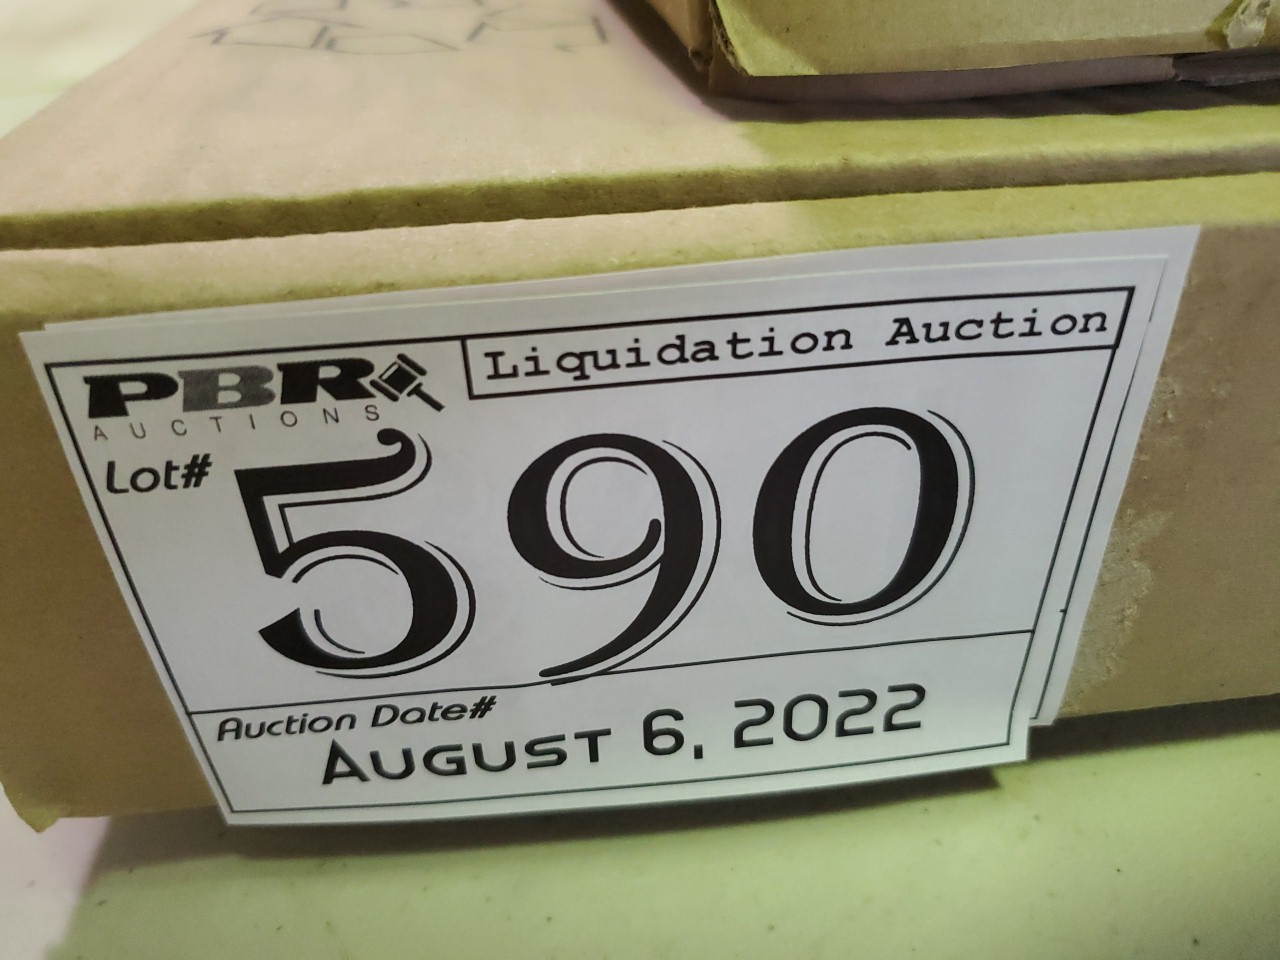 PBR
AUCTIONS
Liquidation Auction
Lot#
590
Auction Date#
August 6, 2022